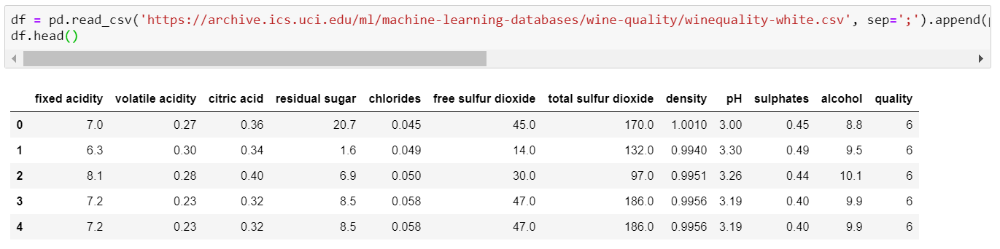 df = pd.read_csv('https://archive.ics.uci.edu/ml/machine-learning-databases/wine-quality/winequality-white.csv', sep=';').append(
df.head()
fixed acidity volatile acidity citric acid residual sugar chlorides free sulfur dioxide total sulfur dioxide density pH sulphates alcohol quality
0 7.0 0.27 0.36 20.7 0.045 45.0 170.0 1.0010 3.00 0.45 8.8 6
1 6.3 0.30 0.34 1.6 0.049 14.0 132.0 0.9940 3.30 0.49 9.5 6
2 8.1 0.28 0.40 6.9 0.050 30.0 97.0 0.9951 3.26 0.44 10.1 6
3 7.2 0.23 0.32 8.5 0.058 47.0 186.0 0.9956 3.19 0.40 9.9 6
4 7.2 0.23 0.32 8.5 0.058 47.0 186.0 0.9956 3.19 0.40 9.9 6